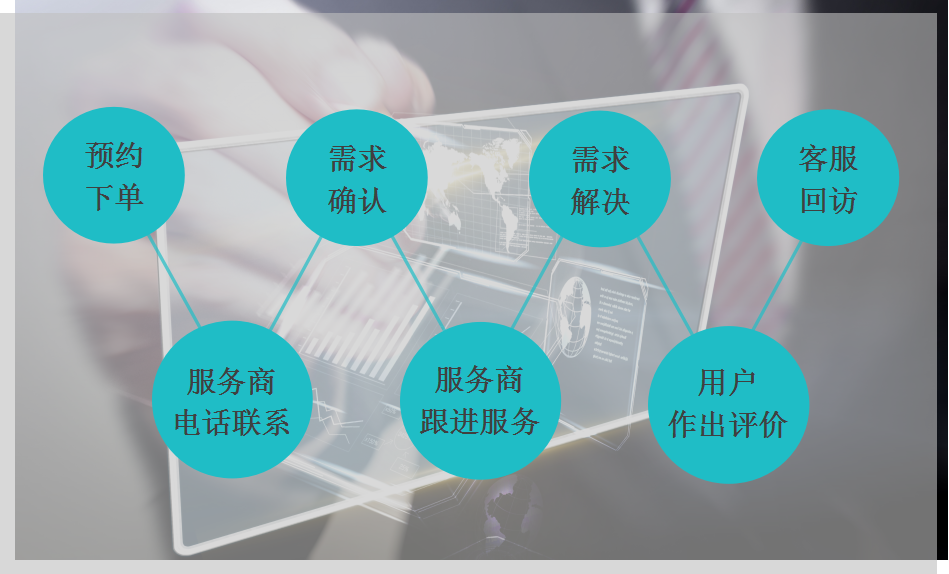 预约
下单
服务商
电话联系
需求
确认
服务商
跟进服务
需求
解决
用户
作出评价
客服
回访